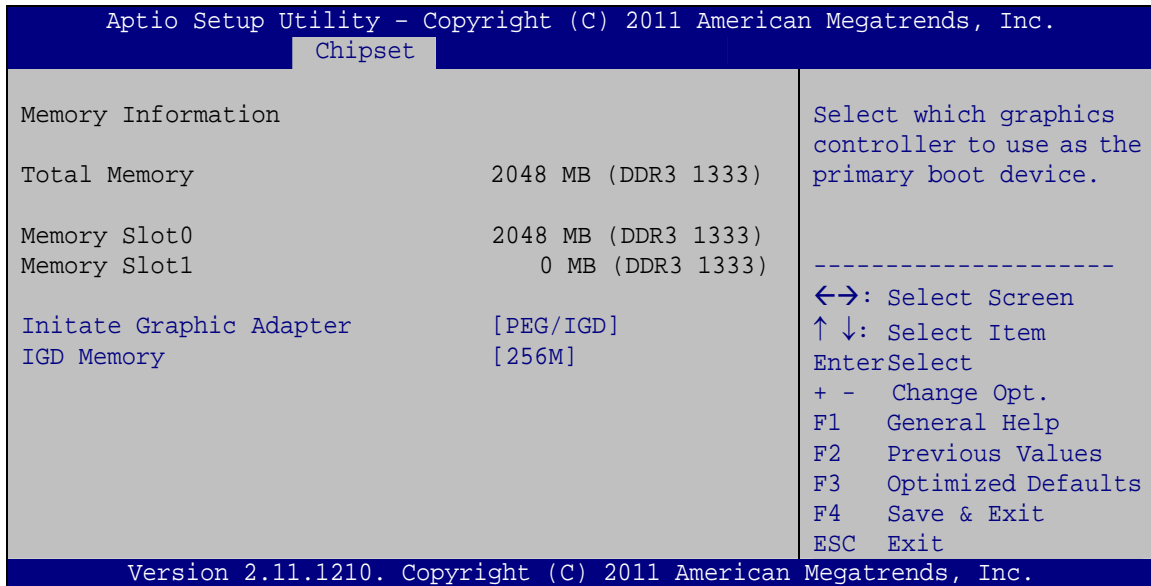 Aptio Setup Utility – Copyright (C) 2011 American Megatrends, Inc.
Chipset
Memory Information
Total Memory 2048 MB (DDR3 1333)
Memory Slot0 2048 MB (DDR3 1333)
Memory Slot1 0 MB (DDR3 1333)
Initate Graphic Adapter [PEG/IGD]
IGD Memory [256M]
Select which graphics
controller to use as the
primary boot device.
---------------------
←→: Select Screen
↑ ↓: Select Item
EnterSelect
+ - Change Opt.
F1 General Help
F2 Previous Values
F3 Optimized Defaults
F4 Save & Exit
ESC Exit
Version 2.11.1210. Copyright (C) 2011 American Megatrends, Inc.